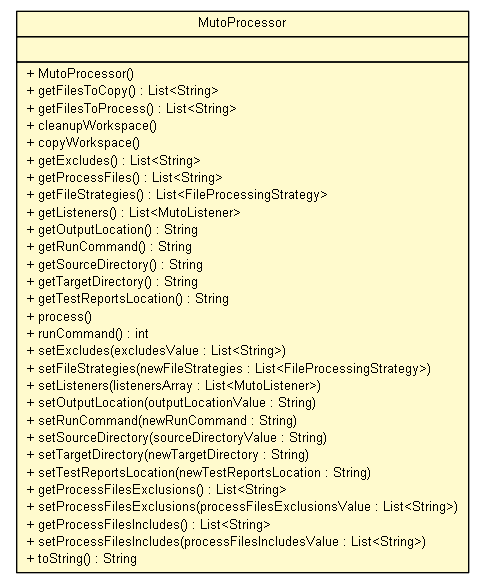 MutoProcessor
+ MutoProcessor()
+ getFilesToCopy() : List<String>
+ getFilesToProcess() : List<String>
+ cleanupWorkspace()
+ copyWorkspace()
+ getExcludes() : List<String>
+ getProcessFiles() : List<String>
+ getFileStrategies() : List<FileProcessingStrategy>
+ getListeners() : List<MutoListener>
+ getOutputLocation() : String
+ getRunCommand() : String
+ getSourceDirectory() : String
+ getTargetDirectory() : String
+ getTestReportsLocation() : String
+ process()
+ runCommand() : int
+ setExcludes(excludesValue : List<String>)
+ setFileStrategies(newFileStrategies : List<FileProcessingStrategy>)
+ setListeners(listenersArray : List<MutoListener>)
+ setOutputLocation(outputLocationValue : String)
+ setRunCommand(newRunCommand : String)
+ setSourceDirectory(sourceDirectoryValue : String)
+ setTargetDirectory(newTargetDirectory : String)
+ setTestReportsLocation(newTestReportsLocation : String)
+ getProcessFilesExclusions() : List<String>
+ setProcessFilesExclusions(processFilesExclusionsValue : List<String>)
+ getProcessFilesIncludes() : List<String>
+ setProcessFilesIncludes(processFilesIncludesValue : List<String>)
+ toString() : String